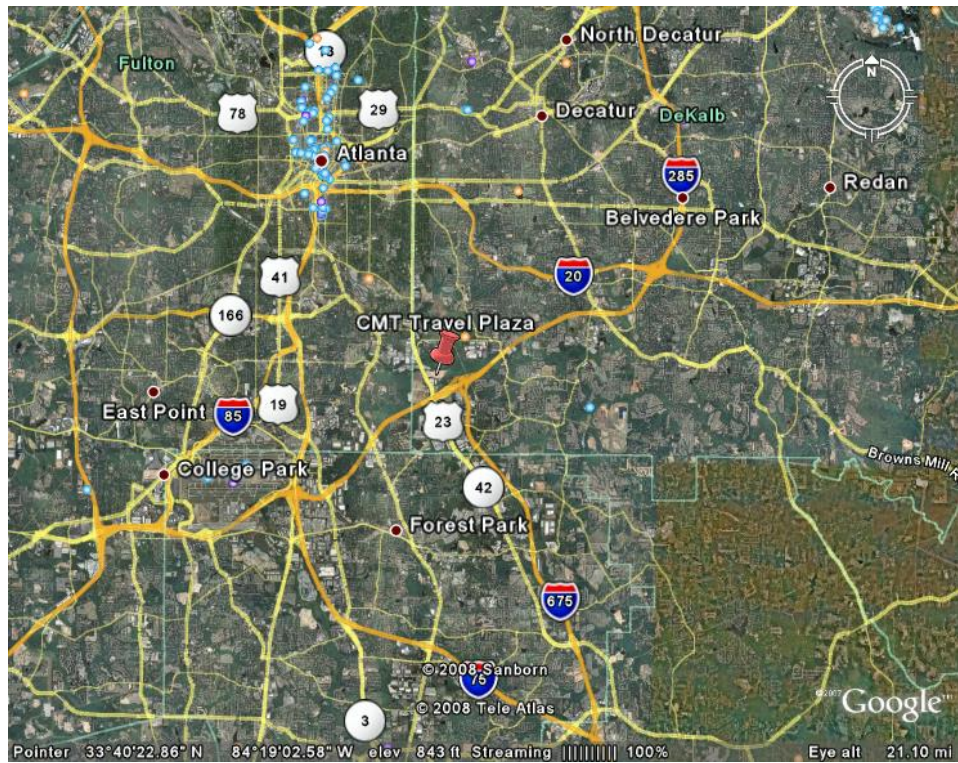 North Decatur
13
Fulton
78
29
Decatur
DeKalb
N
Atlanta
285
Redan
Belvedere Park
41
20
166
CMT Travel Plaza
East Point
85
19
23
Browns Mill R
College Park
42
Forest Park
675
© 2008 Sanborn
75
© 2008 Tele Atlas
3
©2007 Google™
Pointer 33°40'22.86" N 84°19'02.58" W elev 843 ft Streaming |||||||||| 100% Eye alt 21.10 mi